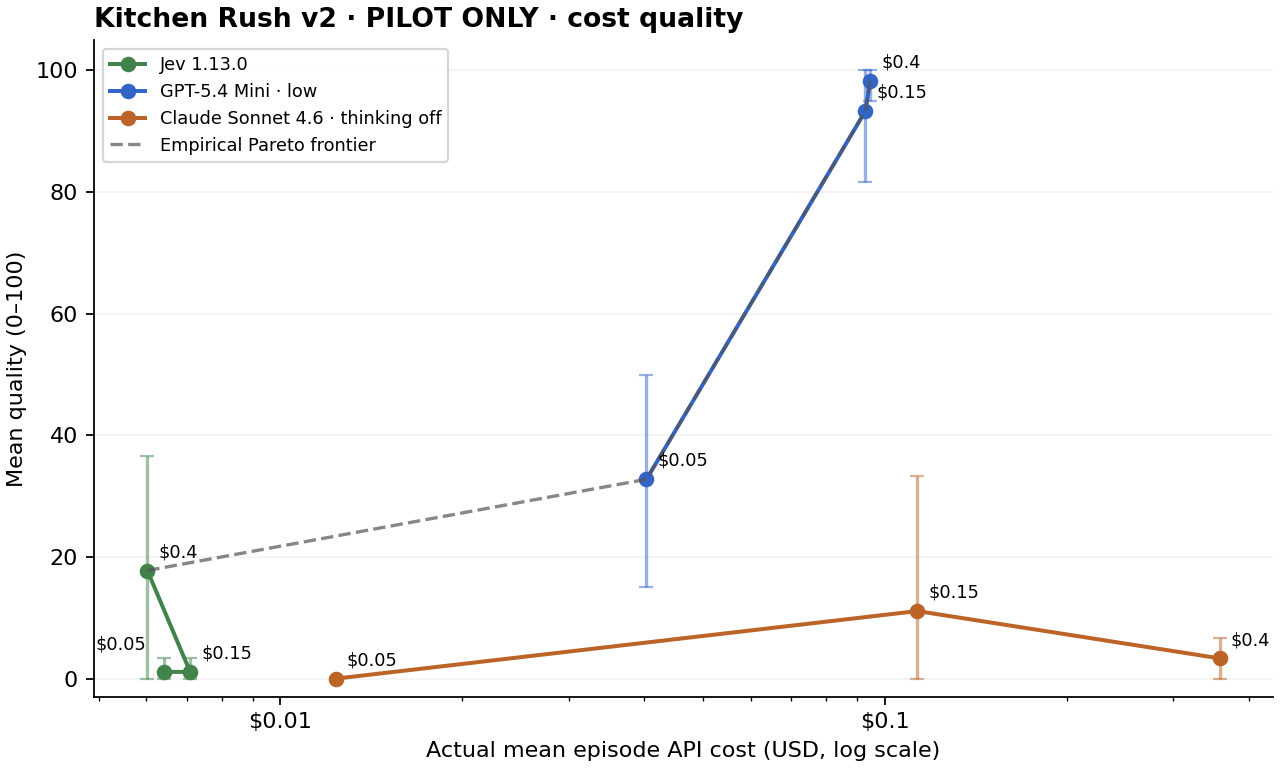 Kitchen Rush v2 · PILOT ONLY · cost quality
Jev 1.13.0
GPT-5.4 Mini · low
Claude Sonnet 4.6 · thinking off
Empirical Pareto frontier
Mean quality (0–100)
100
80
60
40
20
0
$0.4
$0.15
$0.05
$0.4
$0.05
$0.15
$0.05
$0.15
$0.4
$0.01
$0.1
Actual mean episode API cost (USD, log scale)